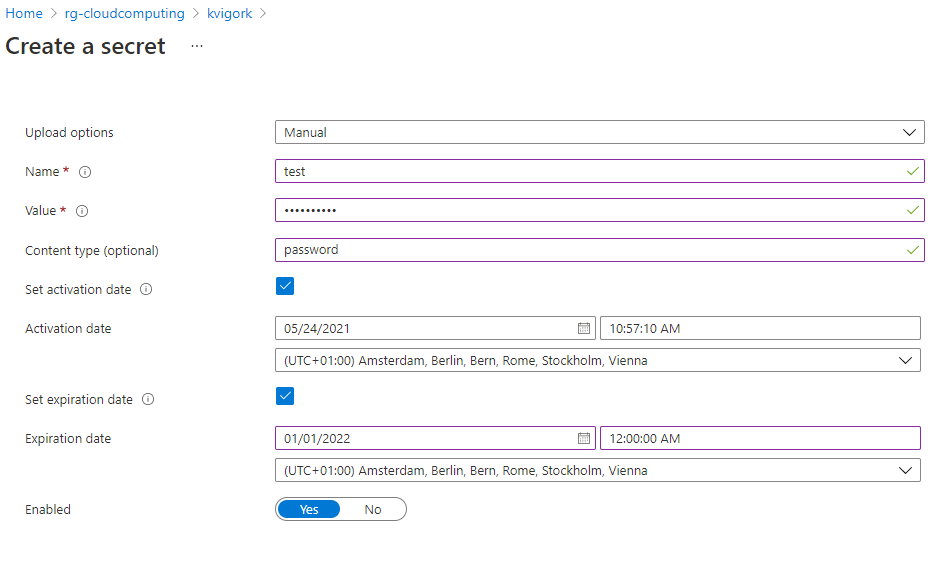 Home > rg-cloudcomputing > kvigork >
Create a secret ...
Upload options Manual
Name * test
Value * ••••••••••
Content type (optional) password
Set activation date
Activation date 05/24/2021 10:57:10 AM
(UTC+01:00) Amsterdam, Berlin, Bern, Rome, Stockholm, Vienna
Set expiration date
Expiration date 01/01/2022 12:00:00 AM
(UTC+01:00) Amsterdam, Berlin, Bern, Rome, Stockholm, Vienna
Enabled Yes No